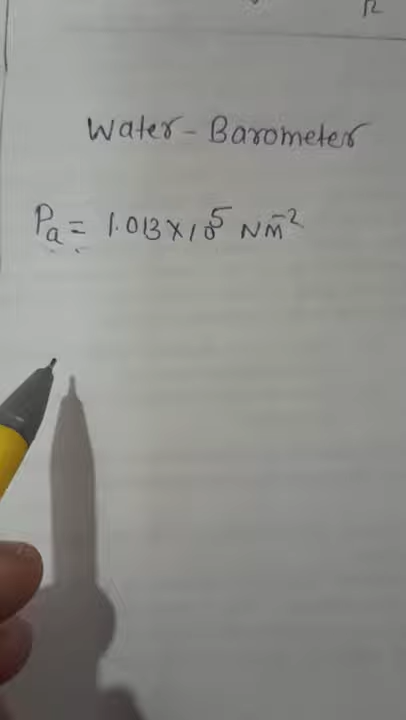 Water-Barometer
Pa = 1.013 × 10⁵ Nm⁻²